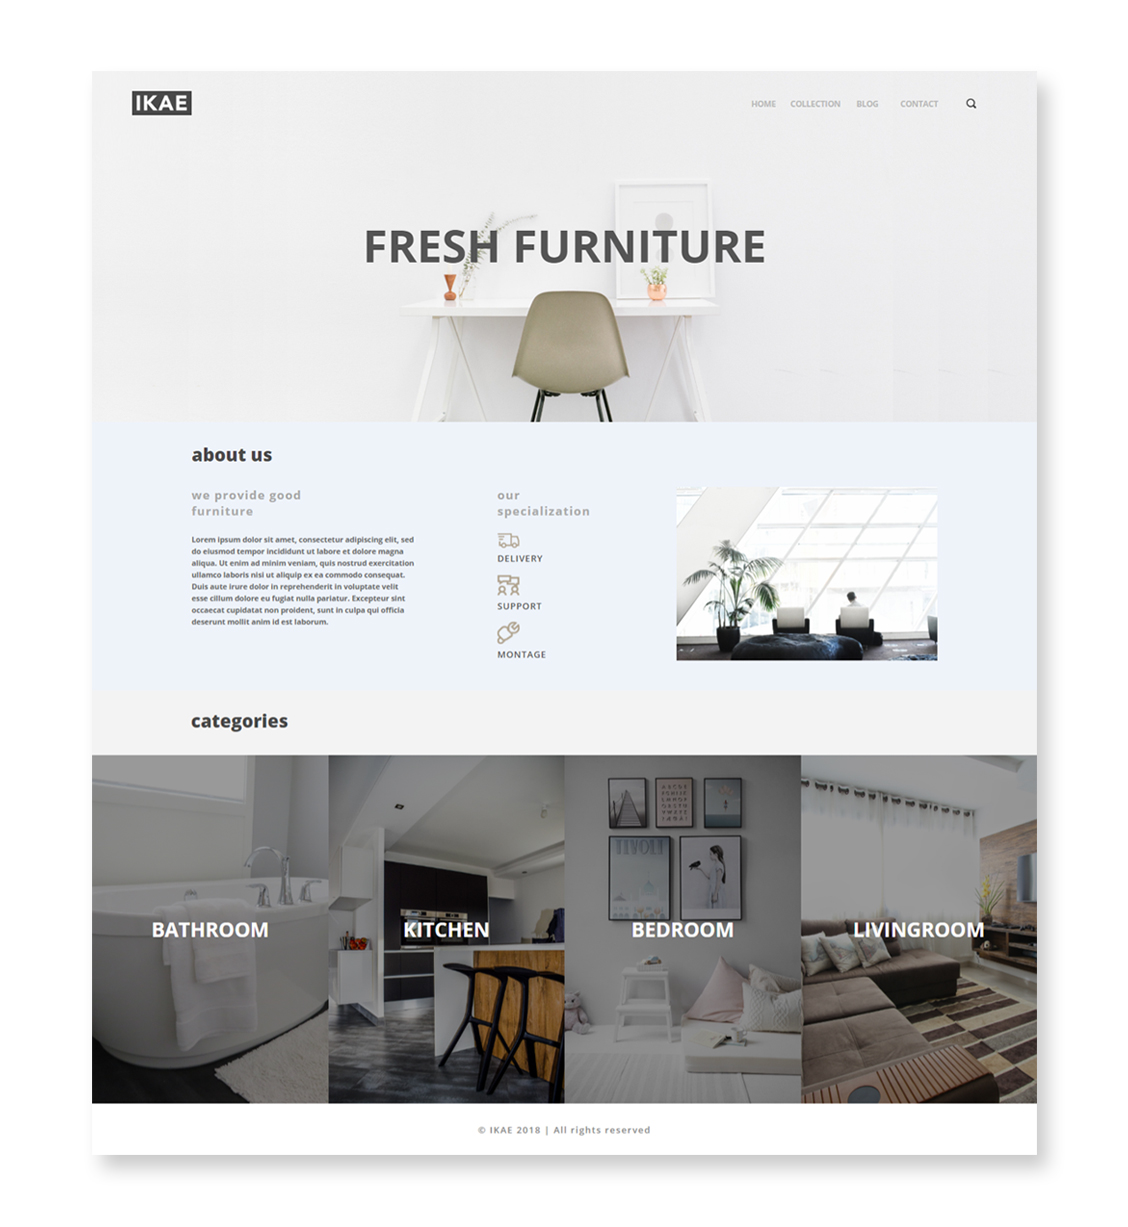 IKAE
HOME COLLECTION BLOG CONTACT
FRESH FURNITURE
about us
we provide good
furniture
Lorem ipsum dolor sit amet, consectetur adipiscing elit, sed
do eiusmod tempor incididunt ut labore et dolore magna
aliqua. Ut enim ad minim veniam, quis nostrud exercitation
ullamco laboris nisi ut aliquip ex ea commodo consequat.
Duis aute irure dolor in reprehenderit in voluptate velit
esse cillum dolore eu fugiat nulla pariatur. Excepteur sint
occaecat cupidatat non proident, sunt in culpa qui officia
deserunt mollit anim id est laborum.
our
specialization
DELIVERY
SUPPORT
MONTAGE
categories
BATHROOM
KITCHEN
TIVOLI
BEDROOM
LIVINGROOM
© IKAE 2018 | All rights reserved